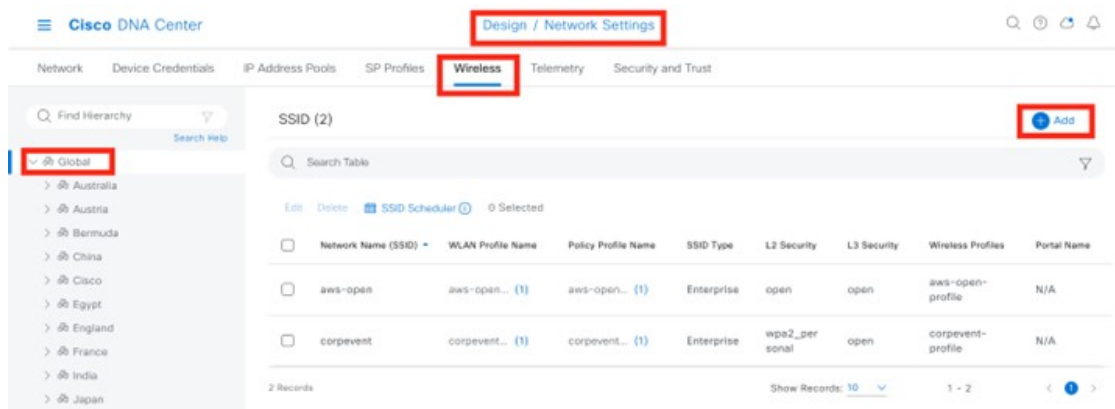 Cisco DNA Center
Design / Network Settings
Network Device Credentials IP Address Pools SP Profiles Wireless Telemetry Security and Trust
Find Hierarchy
Search Help
Global
Australia
Austria
Bermuda
China
Cisco
Egypt
England
France
India
Japan
SSID (2)
Add
Search Table
Edit Delete SSID Scheduler 0 Selected
Network Name (SSID) WLAN Profile Name Policy Profile Name SSID Type L2 Security L3 Security Wireless Profiles Portal Name
aws-open aws-open... (1) aws-open... (1) Enterprise open open aws-open-
profile N/A
corpevent corpevent... (1) corpevent... (1) Enterprise wpa2_per
sonal open corpevent-
profile N/A
2 Records Show Records: 10 1 - 2 1